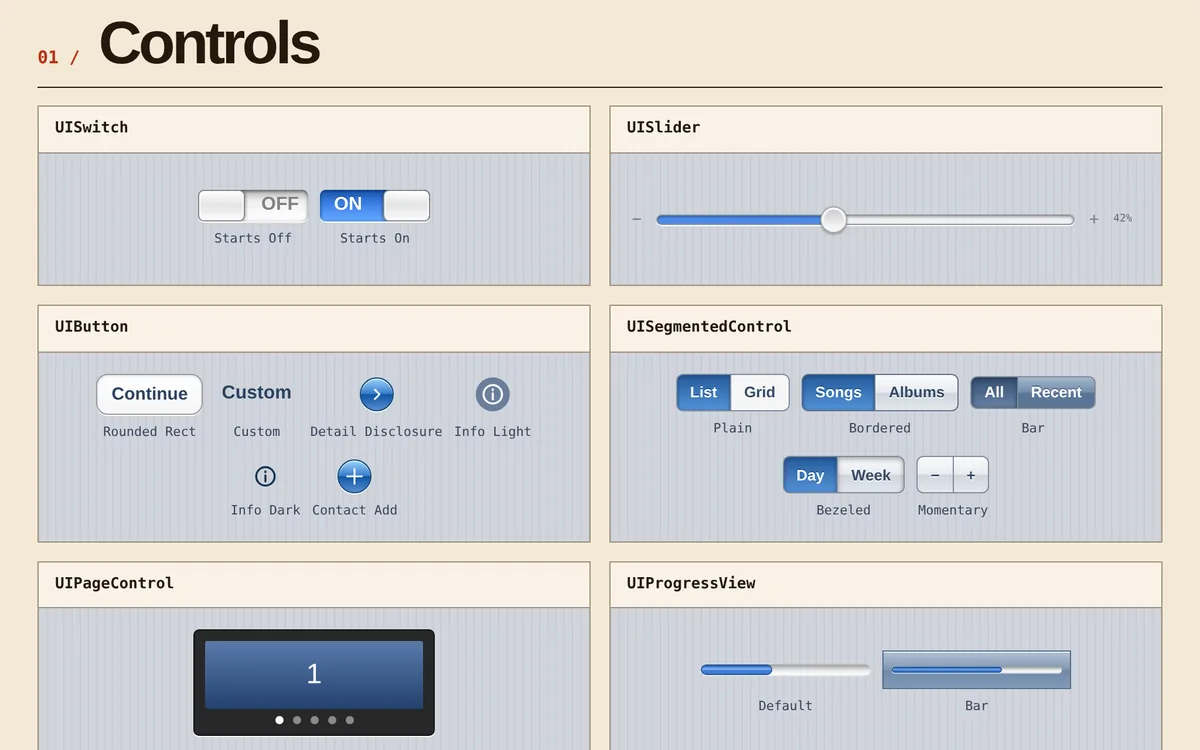 01 / Controls
UISwitch
OFF ON
Starts Off Starts On
UISlider
− + 42%
UIButton
Continue Custom
Rounded Rect Custom Detail Disclosure Info Light
Info Dark Contact Add
UISegmentedControl
List Grid Songs Albums All Recent
Plain Bordered Bar
Day Week − +
Bezeled Momentary
UIPageControl
1
UIProgressView
Default Bar